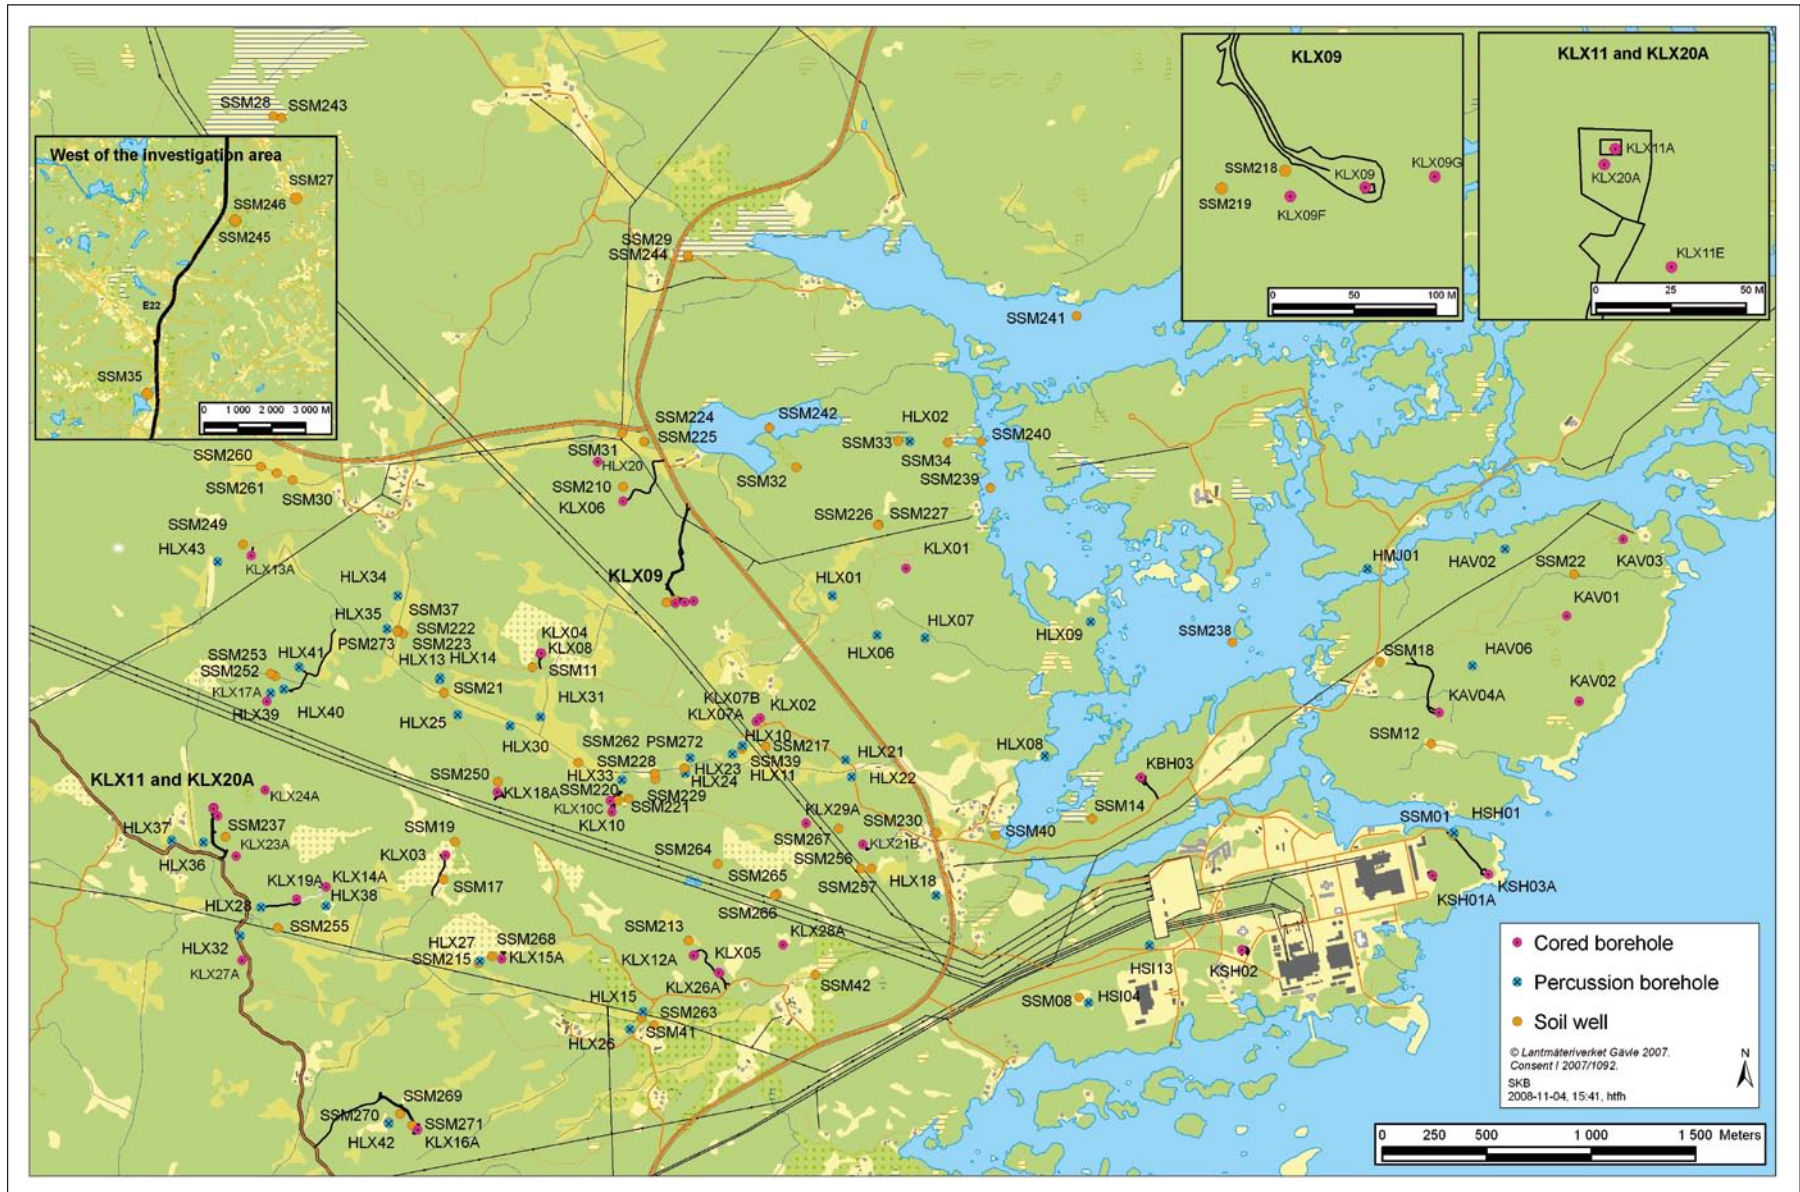 KLX09
KLX11 and KLX20A
SSM28
SSM243
West of the investigation area
SSM27
SSM246
SSM245
E22
SSM35
0 1 000 2 000 3 000 M
SSM218
SSM219
KLX09
KLX09F
KLX09G
0 50 100 M
KLX11A
KLX20A
KLX11E
0 25 50 M
SSM29
SSM244
SSM241
SSM224
SSM225
SSM242
HLX02
SSM33
SSM240
SSM31
HLX20
SSM34
SSM260
SSM261
SSM30
SSM210
KLX06
SSM32
SSM239
SSM226
SSM227
SSM249
HLX43
KLX13A
KLX01
HMJ01
HAV02
SSM22
KAV03
HLX34
KLX09
HLX01
KAV01
HLX35
SSM37
SSM222
PSM273
SSM223
KLX04
KLX08
HLX07
HLX09
SSM238
HLX06
SSM253
SSM252
HLX41
HLX13
HLX14
SSM11
SSM18
HAV06
KLX17A
HLX39
HLX40
SSM21
HLX31
KLX07B
KLX02
KLX07A
KAV04A
KAV02
HLX25
HLX30
HLX10
SSM12
SSM262
PSM272
SSM217
SSM39
HLX21
HLX08
SSM228
HLX23
HLX11
HLX33
HLX24
HLX22
KBH03
KLX11 and KLX20A
SSM250
KLX18A
SSM220
SSM229
SSM221
KLX24A
KLX10C
KLX10
KLX29A
SSM14
HLX37
SSM237
KLX23A
SSM19
SSM267
SSM230
SSM40
SSM01
HSH01
HLX36
KLX03
SSM264
KLX21B
SSM256
KLX19A
KLX14A
SSM17
SSM265
SSM257
HLX18
KSH01A
KSH03A
HLX28
HLX38
SSM266
SSM255
SSM213
KLX28A
HLX32
HLX27
SSM268
KLX27A
SSM215
KLX15A
KLX12A
KLX05
KLX26A
SSM42
HSI13
KSH02
HLX15
SSM263
SSM08
HSI04
HLX26
SSM41
SSM269
SSM270
SSM271
HLX42
KLX16A
Cored borehole
Percussion borehole
Soil well
© Lantmäteriverket Gävle 2007.
Consent I 2007/1092.
N
SKB
2008-11-04, 15:41, htfh
0 250 500 1 000 1 500 Meters